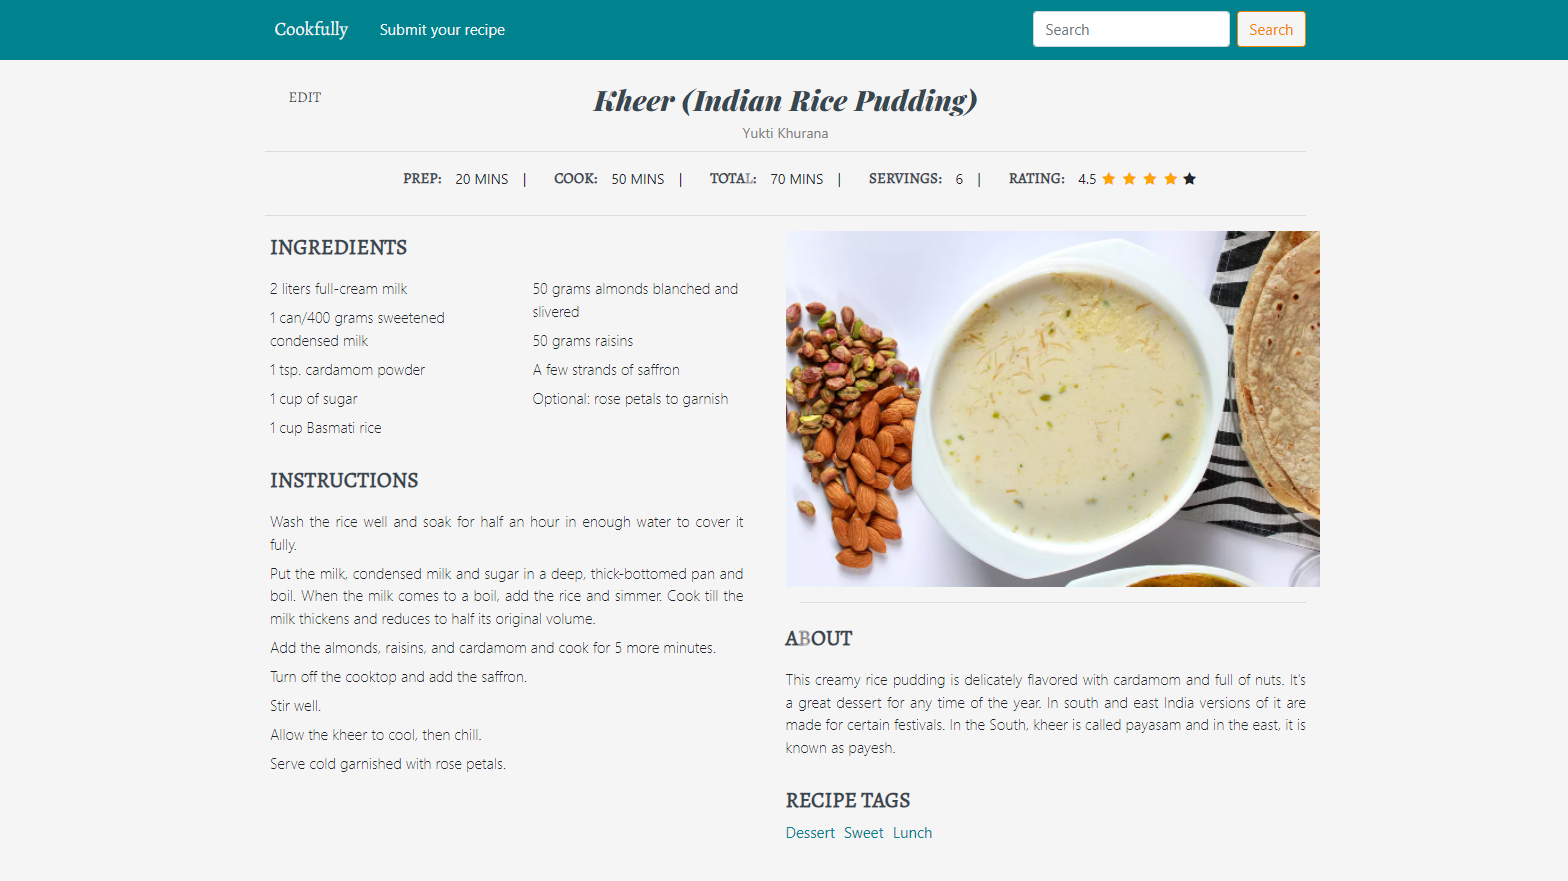 Cookfully Submit your recipe Search Search
EDIT
Kheer (Indian Rice Pudding)
Yukti Khurana
PREP: 20 MINS | COOK: 50 MINS | TOTAL: 70 MINS | SERVINGS: 6 | RATING: 4.5
INGREDIENTS
2 liters full-cream milk
1 can/400 grams sweetened
condensed milk
1 tsp. cardamom powder
1 cup of sugar
1 cup Basmati rice
50 grams almonds blanched and
slivered
50 grams raisins
A few strands of saffron
Optional: rose petals to garnish
INSTRUCTIONS
Wash the rice well and soak for half an hour in enough water to cover it
fully.
Put the milk, condensed milk and sugar in a deep, thick-bottomed pan and
boil. When the milk comes to a boil, add the rice and simmer. Cook till the
milk thickens and reduces to half its original volume.
Add the almonds, raisins, and cardamom and cook for 5 more minutes.
Turn off the cooktop and add the saffron.
Stir well.
Allow the kheer to cool, then chill.
Serve cold garnished with rose petals.
ABOUT
This creamy rice pudding is delicately flavored with cardamom and full of nuts. It's
a great dessert for any time of the year. In south and east India versions of it are
made for certain festivals. In the South, kheer is called payasam and in the east, it is
known as payesh.
RECIPE TAGS
Dessert Sweet Lunch